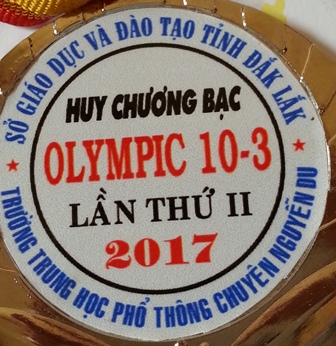 SỞ GIÁO DỤC VÀ ĐÀO TẠO TỈNH ĐẮK LẮK
HUY CHƯƠNG BẠC
OLYMPIC 10-3
LẦN THỨ II
2017
TRƯỜNG TRUNG HỌC PHỔ THÔNG CHUYÊN NGUYỄN DU